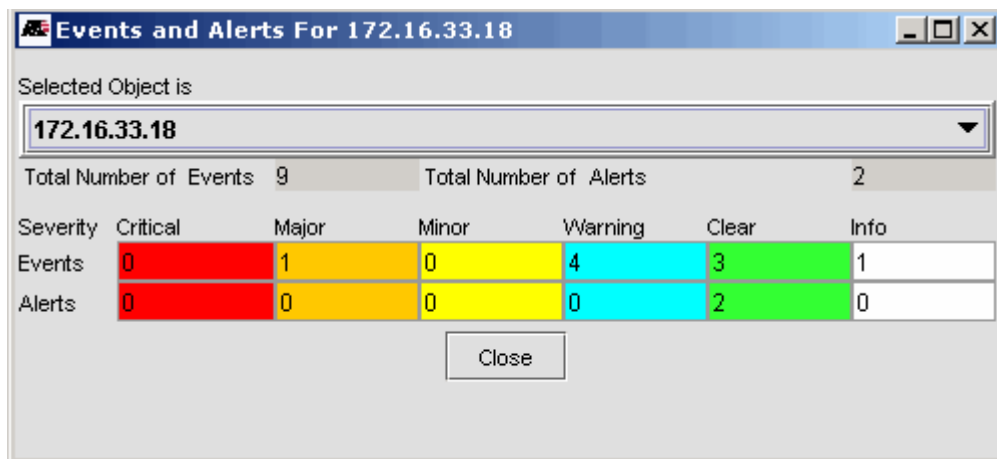 Events and Alerts For 172.16.33.18
Selected Object is
172.16.33.18
Total Number of Events 9 Total Number of Alerts 2
Severity Critical Major Minor Warning Clear Info
Events 0 1 0 4 3 1
Alerts 0 0 0 0 2 0
Close